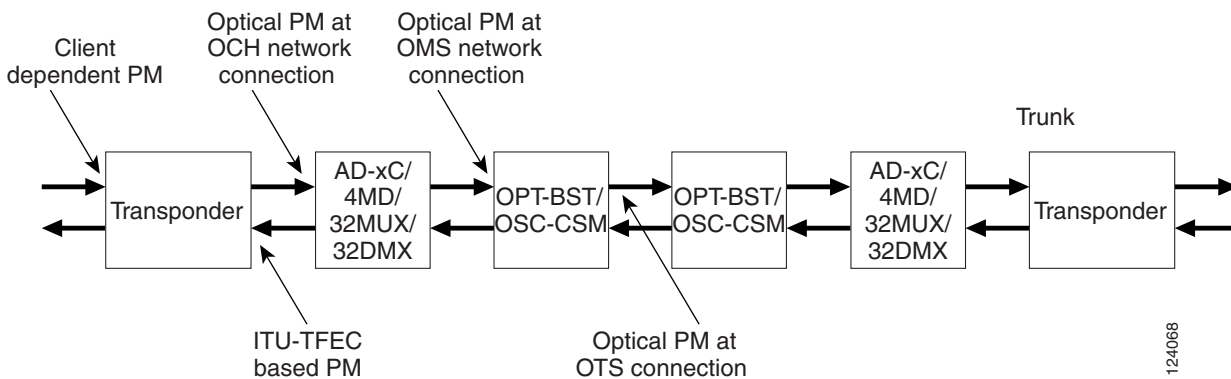 Client
dependent PM
Optical PM at
OCH network
connection
Optical PM at
OMS network
connection
Trunk
Transponder
AD-xC/
4MD/
32MUX/
32DMX
OPT-BST/
OSC-CSM
OPT-BST/
OSC-CSM
AD-xC/
4MD/
32MUX/
32DMX
Transponder
ITU-TFEC
based PM
Optical PM at
OTS connection
124068